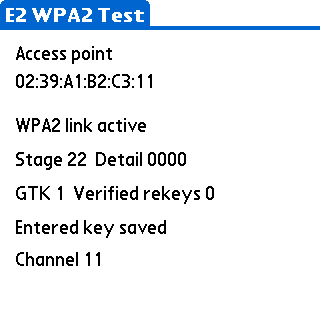 E2 WPA2 Test
Access point
02:39:A1:B2:C3:11
WPA2 link active
Stage 22 Detail 0000
GTK 1 Verified rekeys 0
Entered key saved
Channel 11